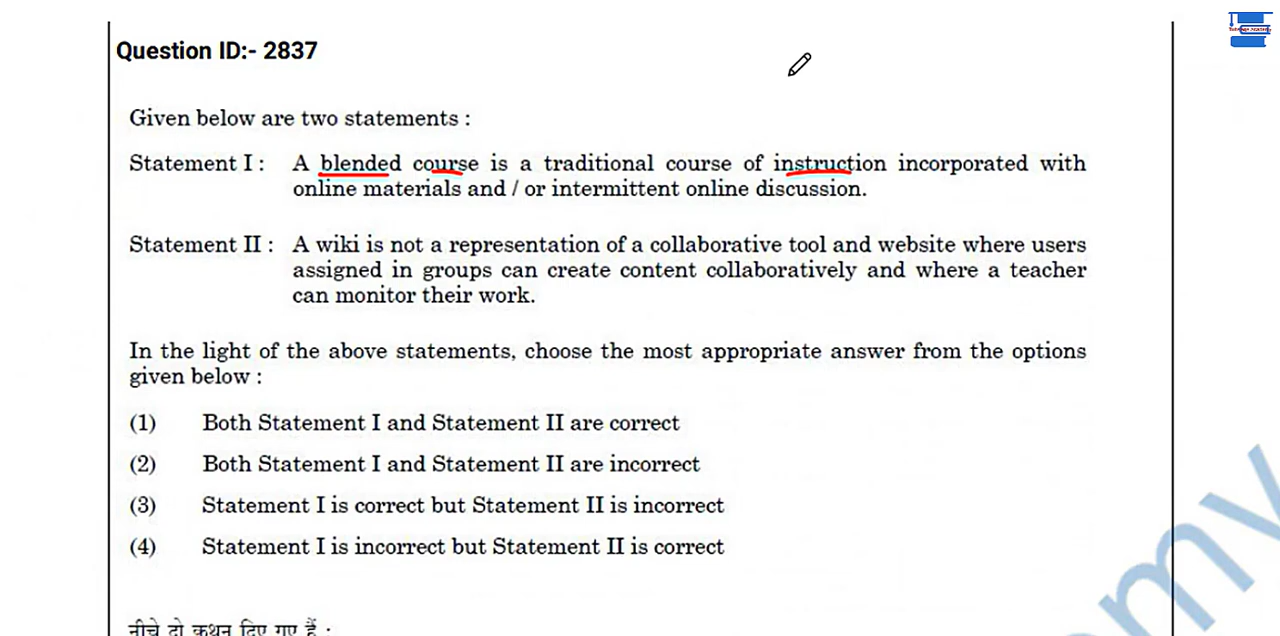 Question ID:- 2837
Given below are two statements :
Statement I : A blended course is a traditional course of instruction incorporated with
online materials and / or intermittent online discussion.
Statement II : A wiki is not a representation of a collaborative tool and website where users
assigned in groups can create content collaboratively and where a teacher
can monitor their work.
In the light of the above statements, choose the most appropriate answer from the options
given below :
(1) Both Statement I and Statement II are correct
(2) Both Statement I and Statement II are incorrect
(3) Statement I is correct but Statement II is incorrect
(4) Statement I is incorrect but Statement II is correct
नीचे दो कथन दिए गए हैं :